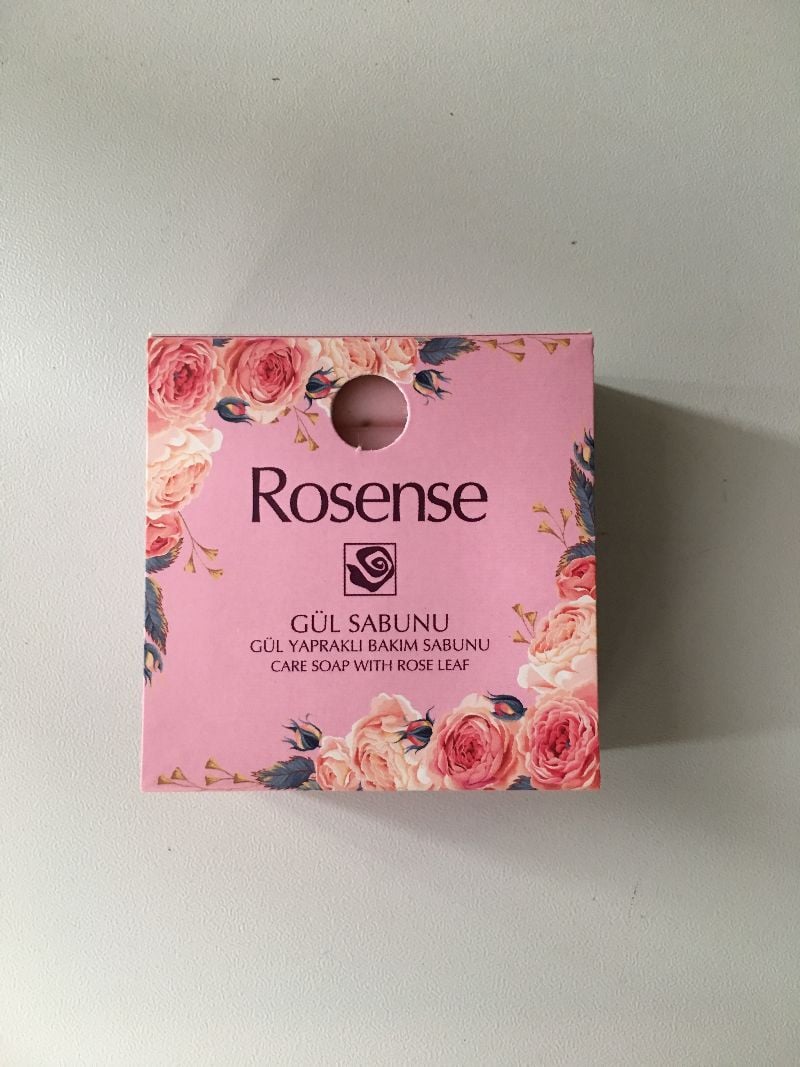 Rosense
GÜL SABUNU
GÜL YAPRAKLI BAKIM SABUNU
CARE SOAP WITH ROSE LEAF